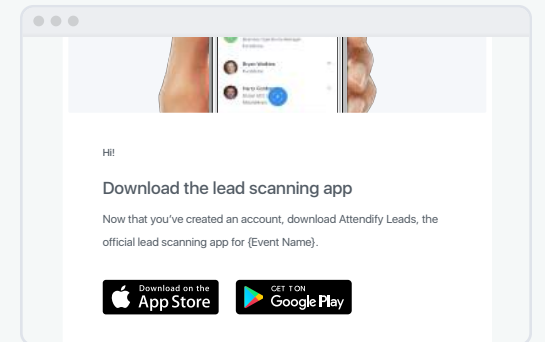 Hi!
Download the lead scanning app
Now that you've created an account, download Attendify Leads, the
official lead scanning app for {Event Name}.
Download on the
App Store
GET IT ON
Google Play